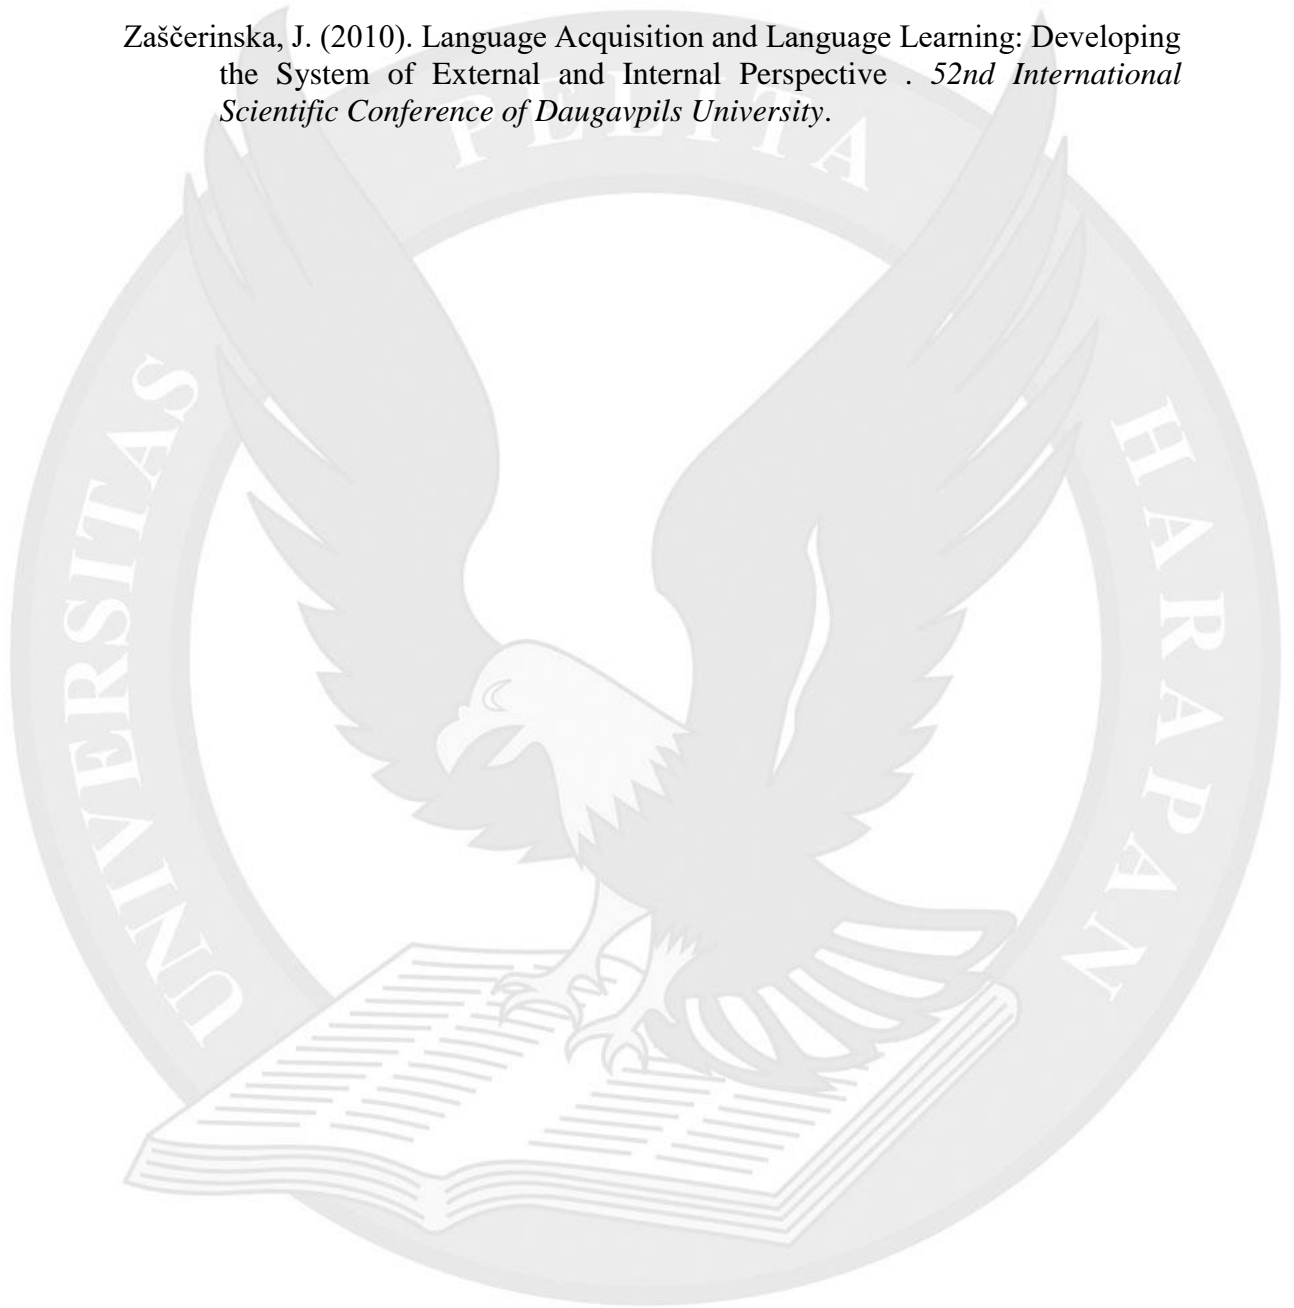 Zaščerinska, J. (2010). Language Acquisition and Language Learning: Developing
the System of External and Internal Perspective . 52nd International
Scientific Conference of Daugavpils University.
UNIVERSITAS PELITA HARAPAN